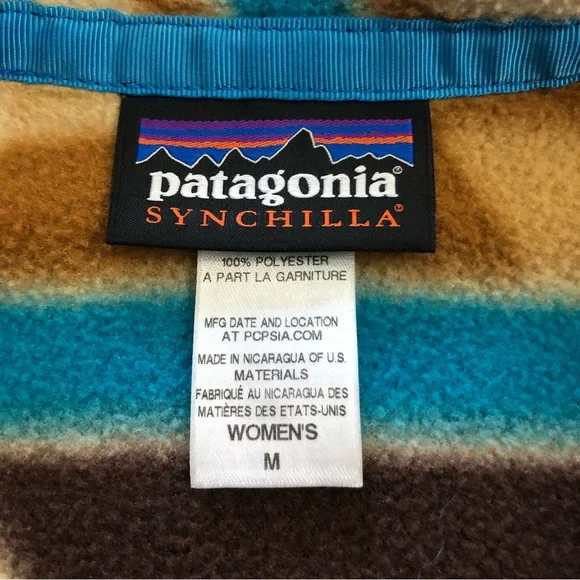 patagonia®
SYNCHILLA®
100% POLYESTER
A PART LA GARNITURE
MFG DATE AND LOCATION
AT PCPSIA.COM
MADE IN NICARAGUA OF U.S.
MATERIALS
FABRIQUÉ AU NICARAGUA DES
MATIÈRES DES ETATS-UNIS
WOMEN'S
M